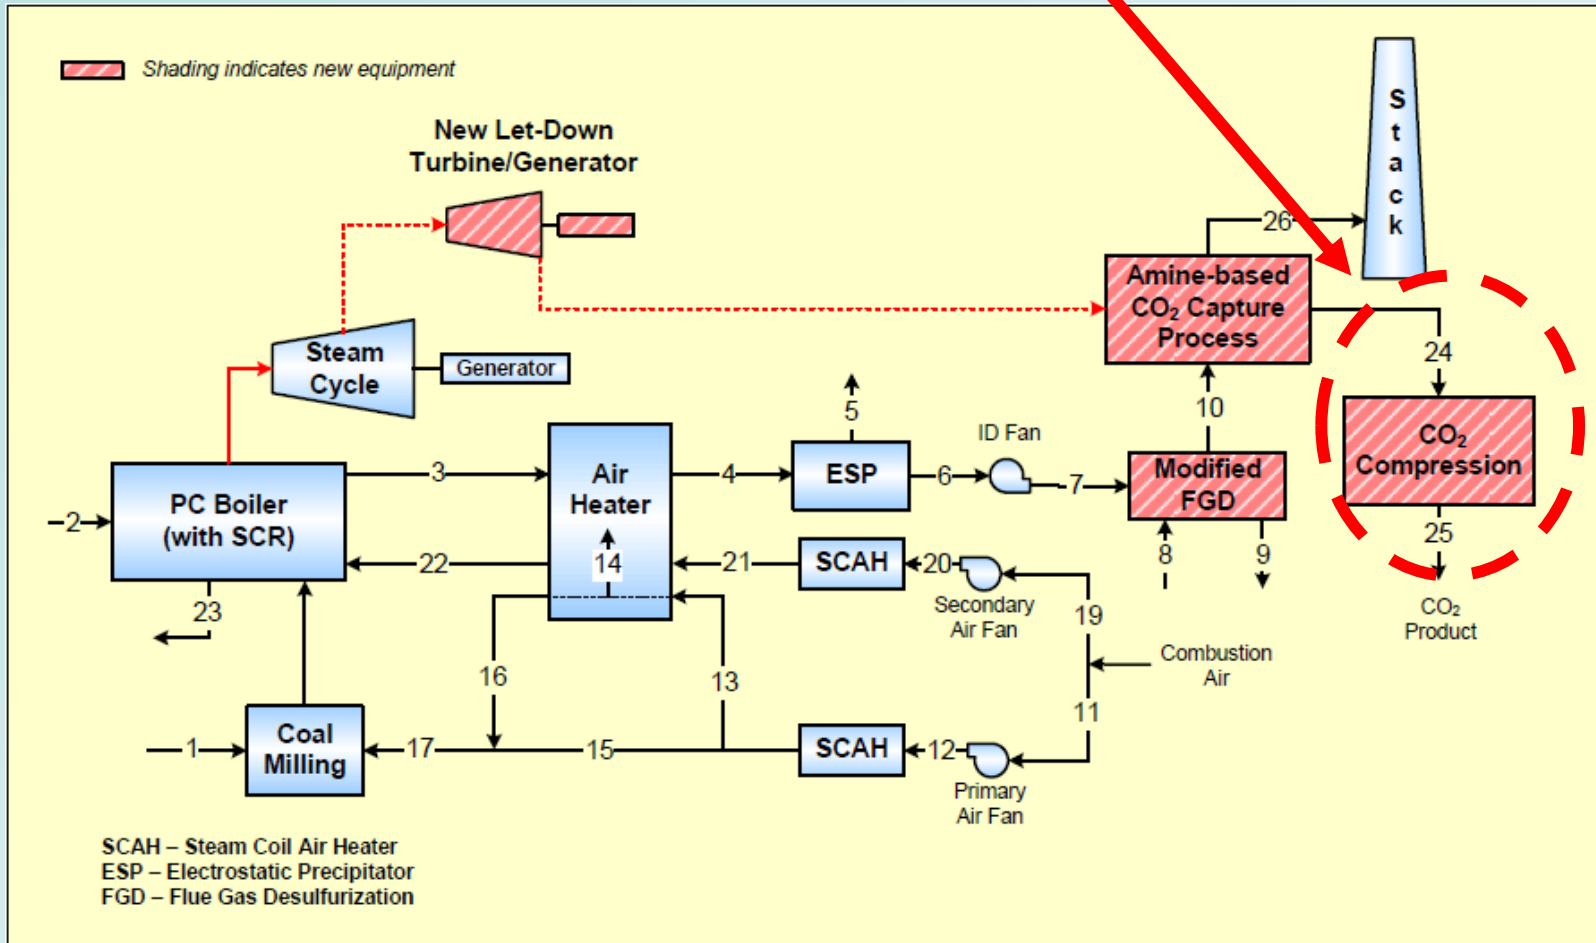 Shading indicates new equipment
S
t
a
c
k
New Let-Down
Turbine/Generator
26
Amine-based
CO₂ Capture
Process
24
Steam
Cycle
Generator
10
5
ID Fan
CO₂
Compression
3
Air
Heater
4
ESP
6
7
Modified
FGD
2
PC Boiler
(with SCR)
25
22
14
21
SCAH
20
8
9
23
Secondary
Air Fan
19
CO₂
Product
16
13
Combustion
Air
11
1
Coal
Milling
17
15
SCAH
12
Primary
Air Fan
SCAH – Steam Coil Air Heater
ESP – Electrostatic Precipitator
FGD – Flue Gas Desulfurization